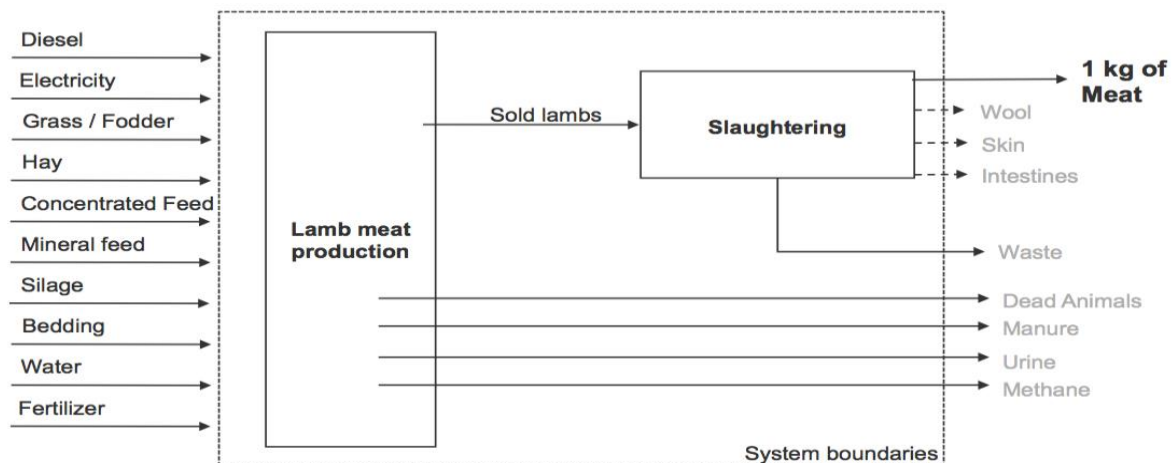 Diesel
Electricity
Grass / Fodder
Hay
Concentrated Feed
Mineral feed
Silage
Bedding
Water
Fertilizer
Lamb meat
production
Sold lambs
Slaughtering
1 kg of
Meat
Wool
Skin
Intestines
Waste
Dead Animals
Manure
Urine
Methane
System boundaries